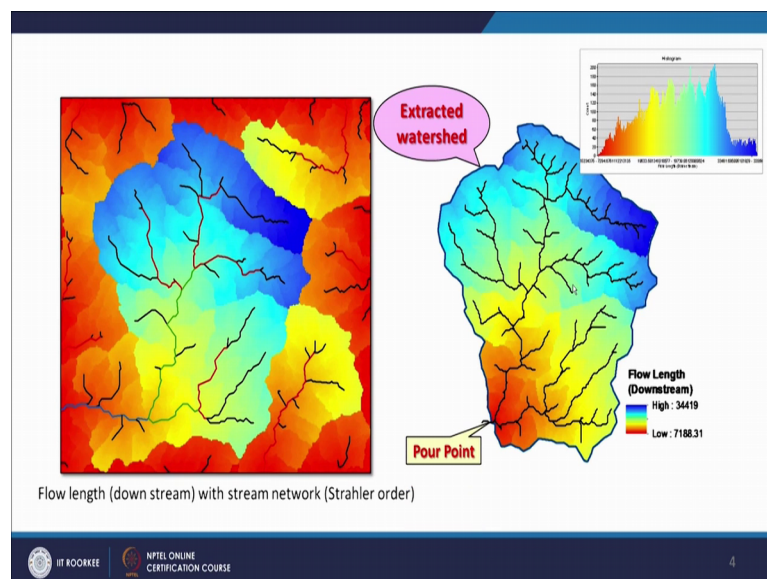 Histogram
Extracted
watershed
Flow Length
(Downstream)
High : 34419
Low : 7188.31
Pour Point
Flow length (down stream) with stream network (Strahler order)
IIT ROORKEE
NPTEL ONLINE
CERTIFICATION COURSE
4